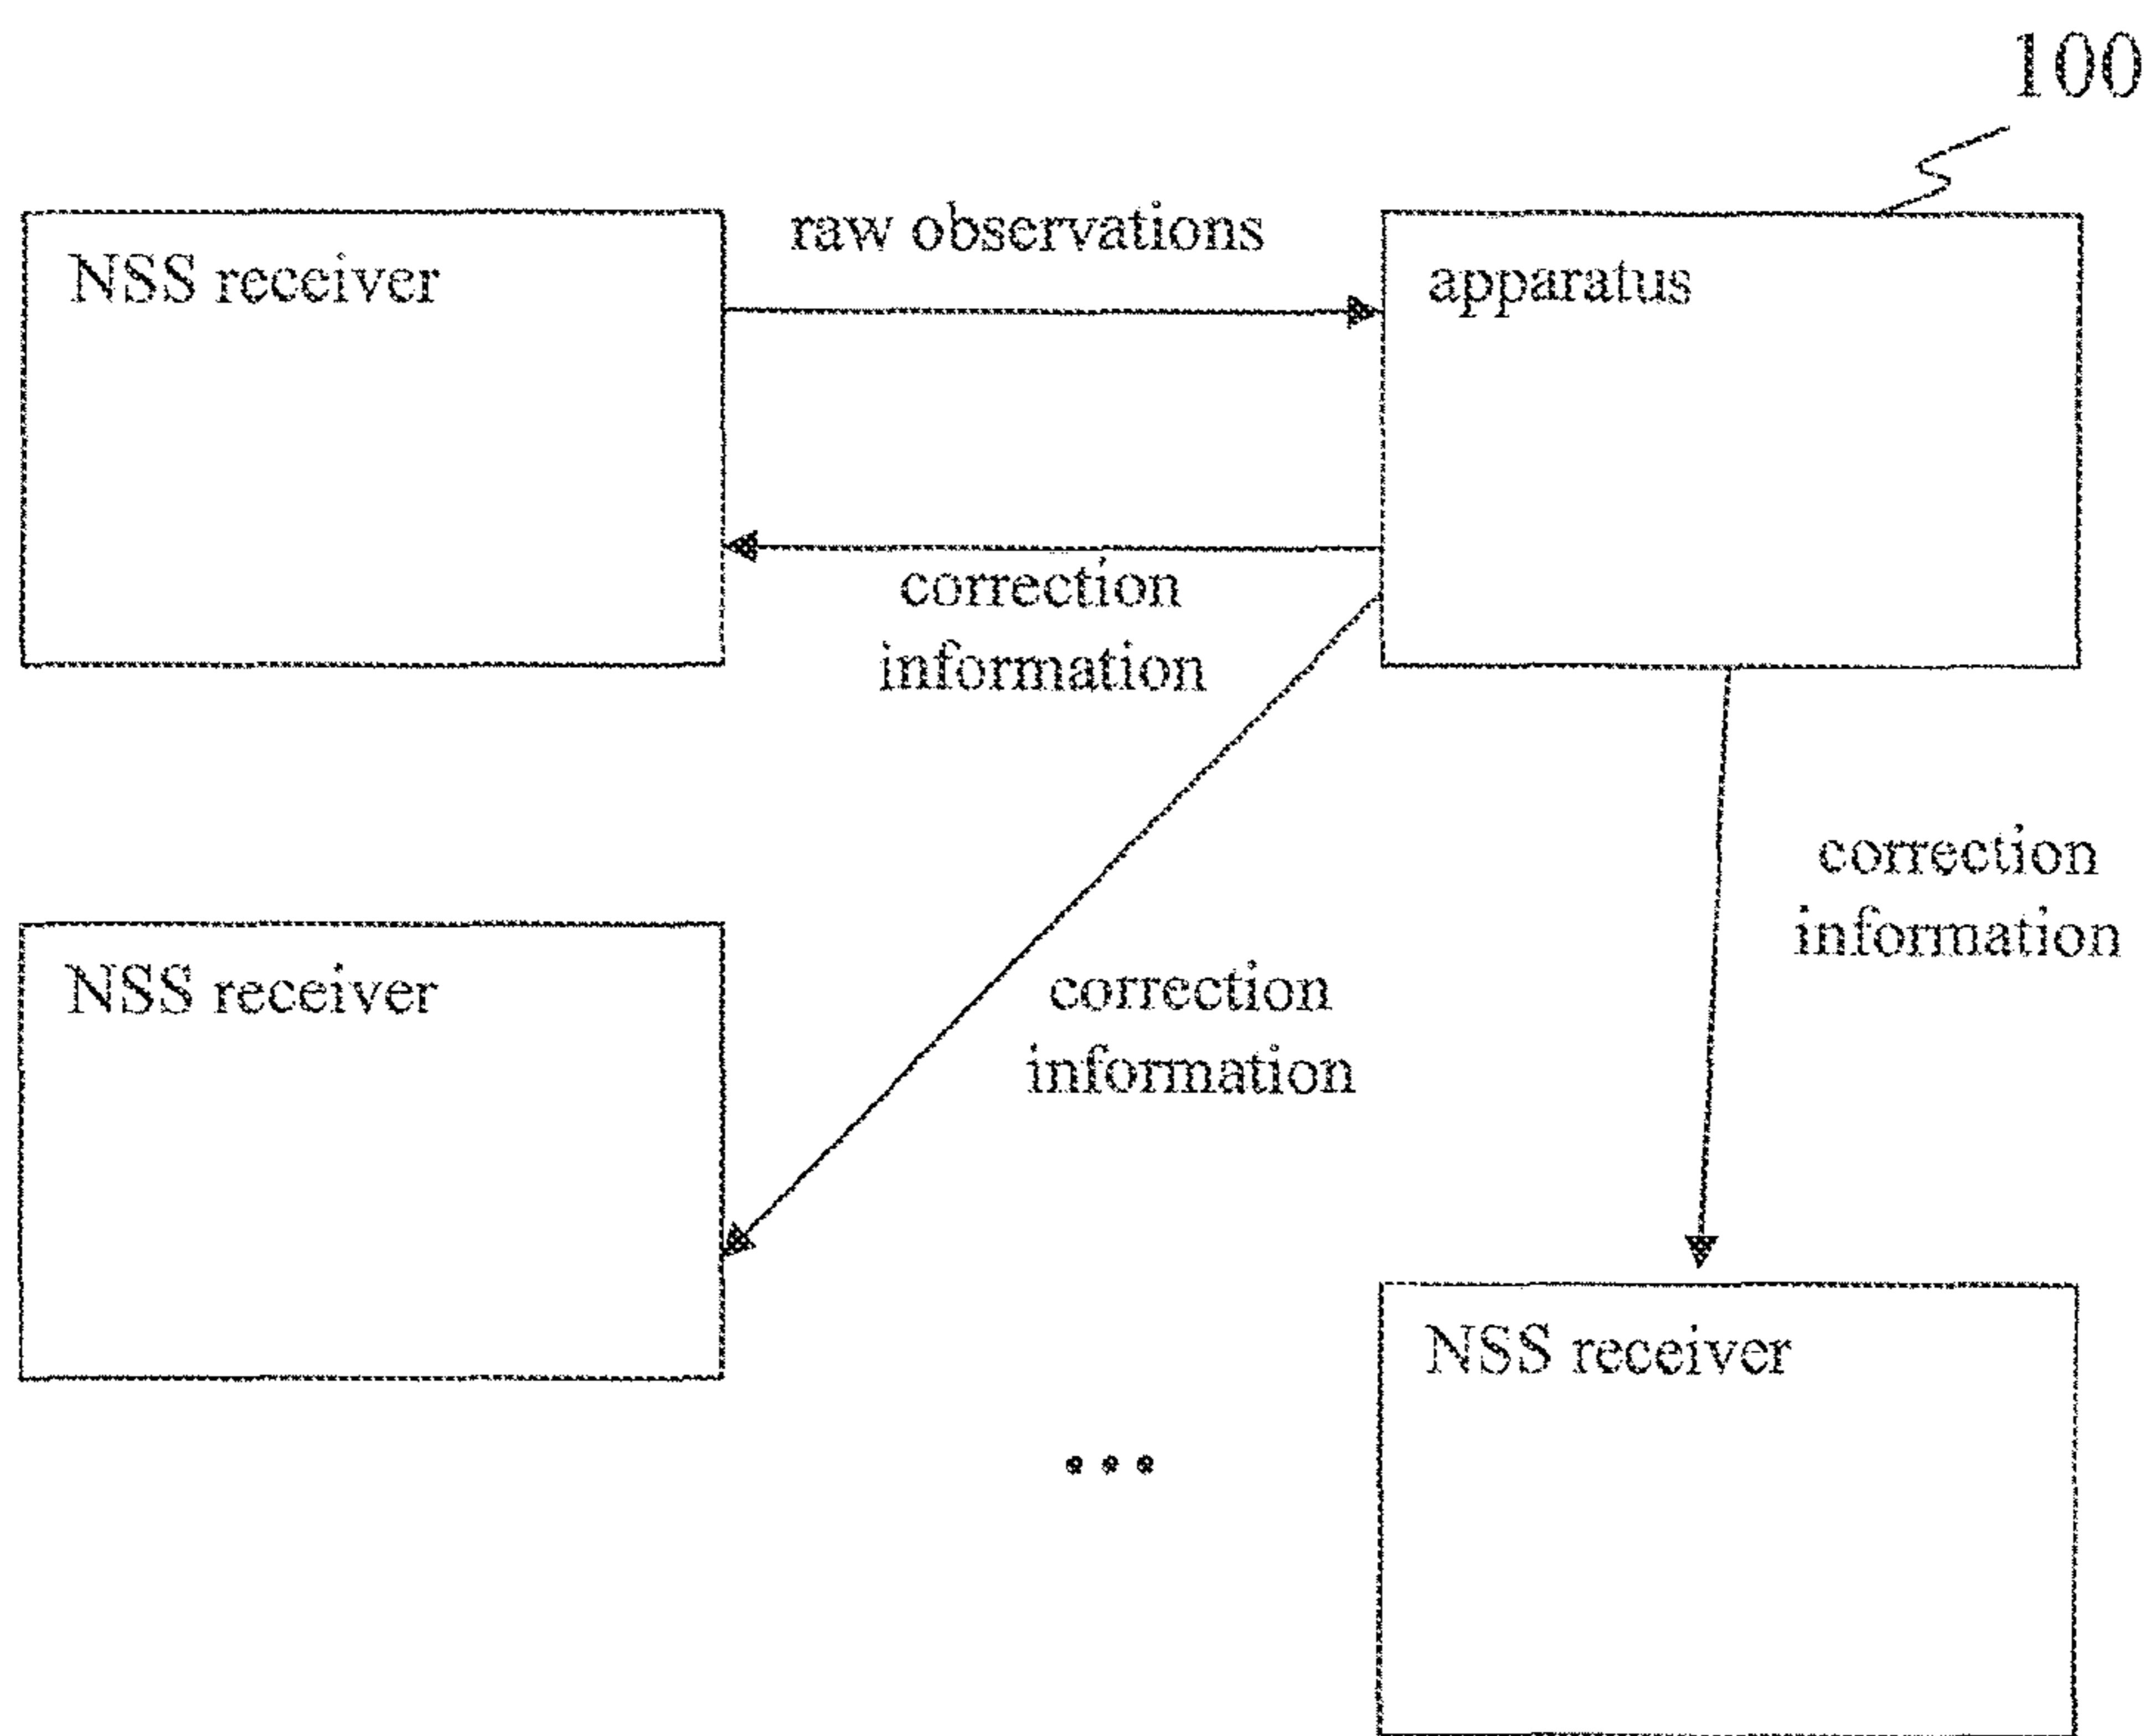 100
raw observations
NSS receiver
apparatus
correction
information
correction
information
NSS receiver
correction
information
NSS receiver
...